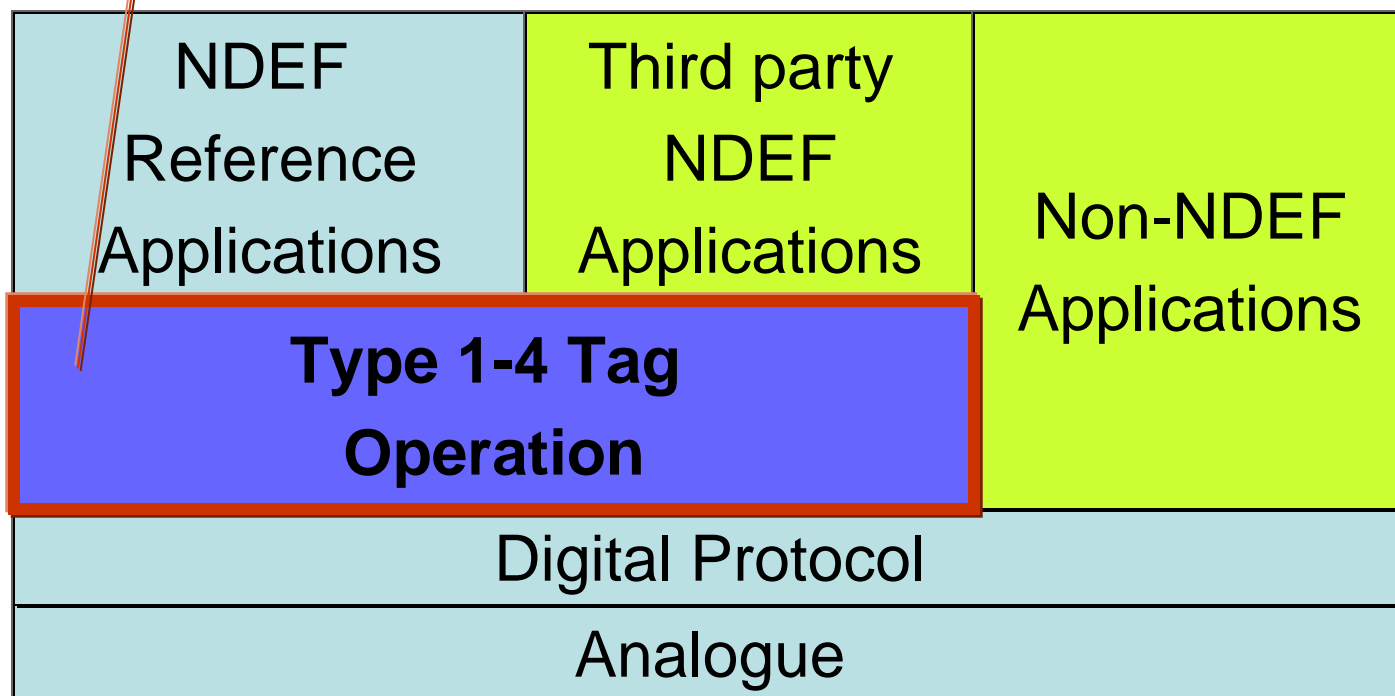 NDEF
Reference
Applications
Third party
NDEF
Applications
Non-NDEF
Applications
Type 1-4 Tag
Operation
Digital Protocol
Analogue